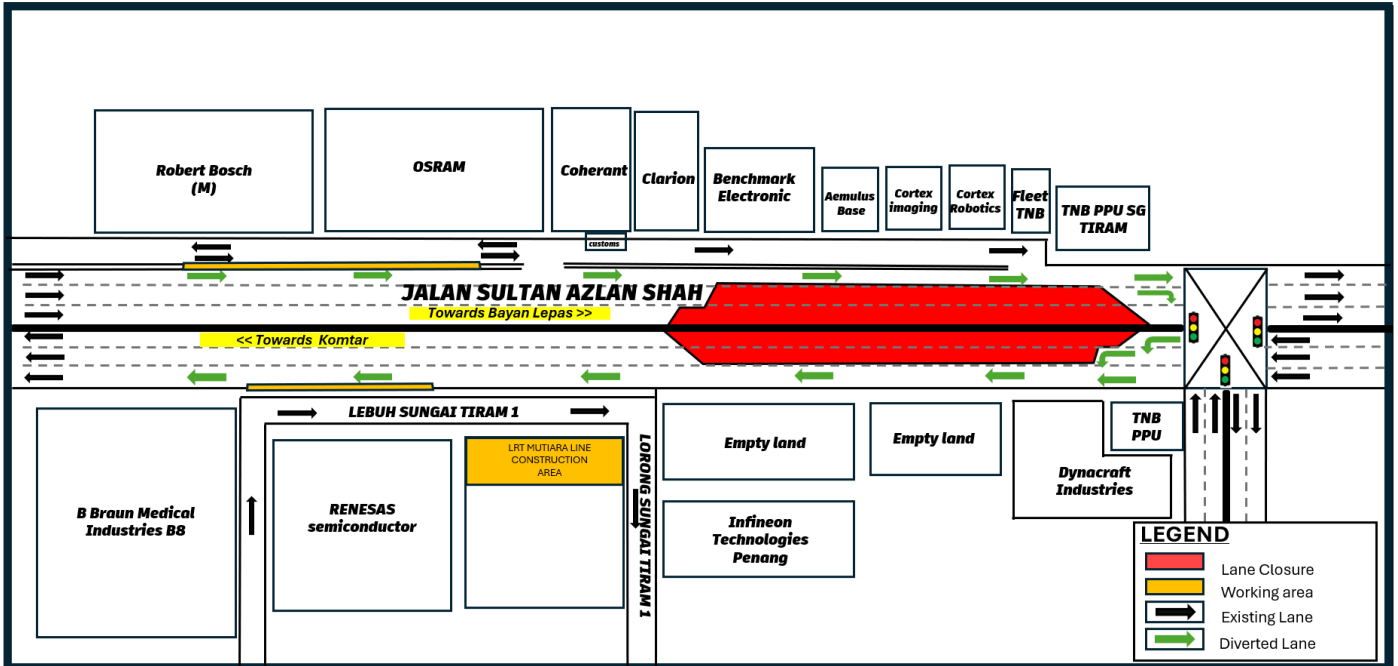 Robert Bosch
(M)
OSRAM
Coherant
Clarion
Benchmark
Electronic
Aemulus
Base
Cortex
imaging
Cortex
Robotics
Fleet
TNB
TNB PPU SG
TIRAM
customs
JALAN SULTAN AZLAN SHAH
Towards Bayan Lepas >>
<< Towards Komtar
LEBUH SUNGAI TIRAM 1
LORONG SUNGAI TIRAM 1
B Braun Medical
Industries B8
RENESAS
semiconductor
LRT MUTIARA LINE
CONSTRUCTION
AREA
Empty land
Empty land
Infineon
Technologies
Penang
TNB
PPU
Dynacraft
Industries
LEGEND
Lane Closure
Working area
Existing Lane
Diverted Lane